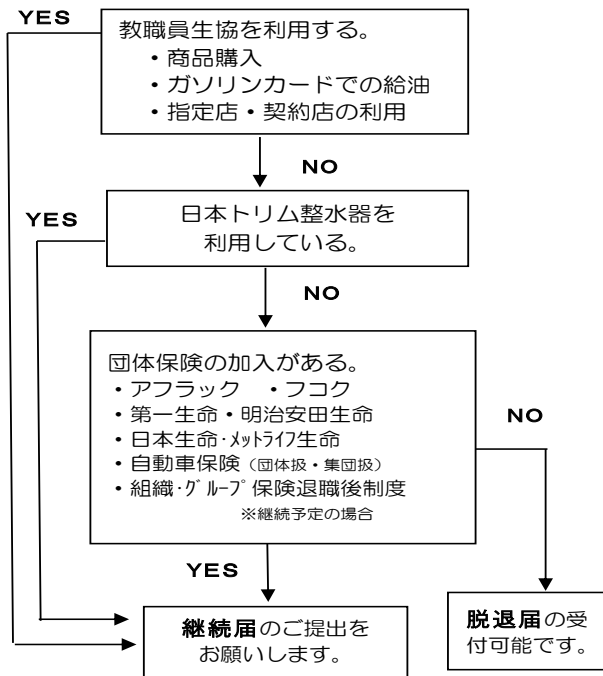 YES
教職員生協を利用する。
・商品購入
・ガソリンカードでの給油
・指定店・契約店の利用
NO
YES
日本トリム整水器を
利用している。
NO
団体保険の加入がある。
・アフラック ・フコク
・第一生命・明治安田生命
・日本生命･ﾒｯﾄﾗｲﾌ生命
・自動車保険（団体扱・集団扱）
・組織･ｸﾞﾙｰﾌﾟ保険退職後制度
※継続予定の場合
NO
YES
継続届のご提出を
お願いします。
脱退届の受
付可能です。